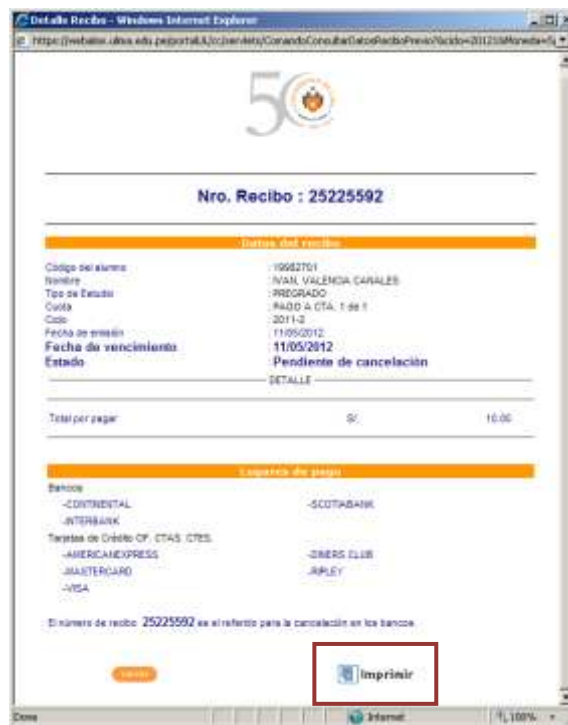 Detalle Recibo - Windows Internet Explorer
50
Nro. Recibo : 25225592
Datos del recibo
Código del alumno : 19982701
Nombre : IVAN, VALENCIA CANALES
Tipo de Estudio : PREGRADO
Cuota : PAGO A CTA. 1 de 1
Ciclo : 2011-2
Fecha de emisión : 11/05/2012
Fecha de vencimiento : 11/05/2012
Estado : Pendiente de cancelación
DETALLE
Total por pagar S/. 10.00
Lugares de pago
Bancos
-CONTINENTAL -SCOTIABANK
-INTERBANK
Tarjetas de Crédito OF. CTAS. CTES.
-AMERICANEXPRESS -DINERS CLUB
-MASTERCARD -RIPLEY
-VISA
El número de recibo 25225592 es el referido para la cancelación en los bancos.
Imprimir
Done Internet 100%